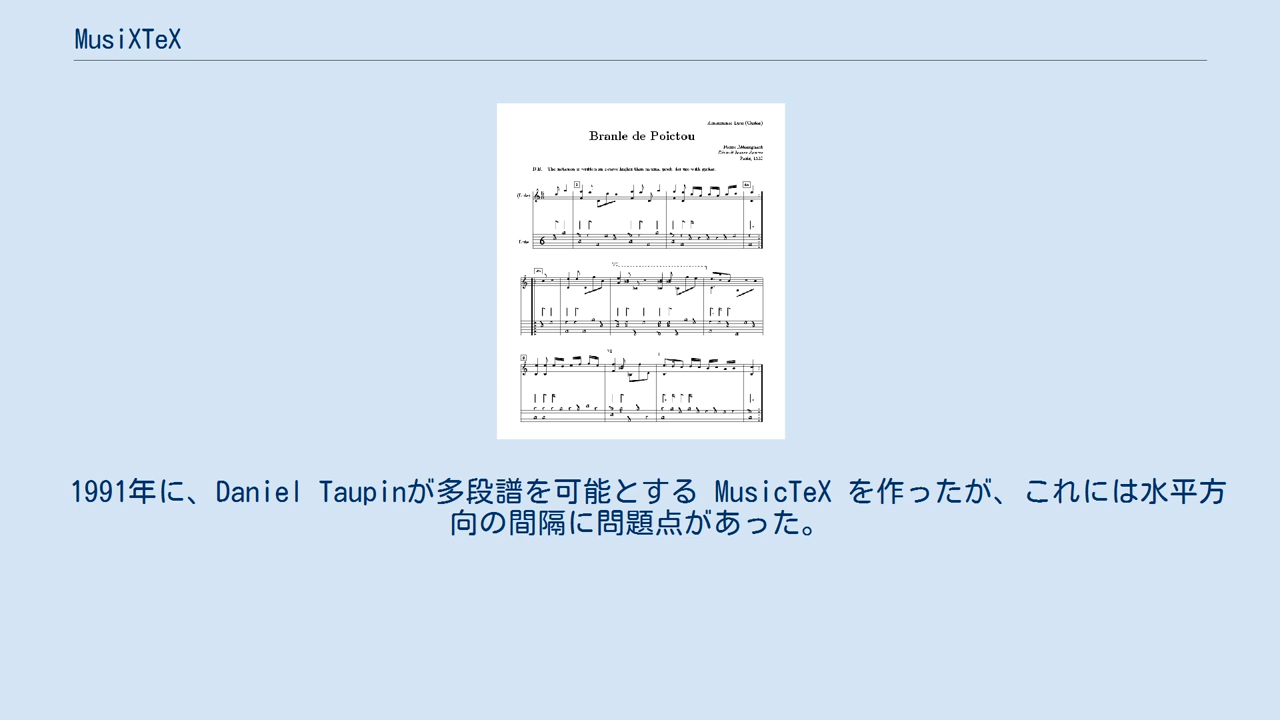 MusiXTeX
Branle de Poictou
Paris, 15
1991年に、Daniel Taupinが多段譜を可能とする MusicTeX を作ったが、これには水平方
向の間隔に問題点があった。